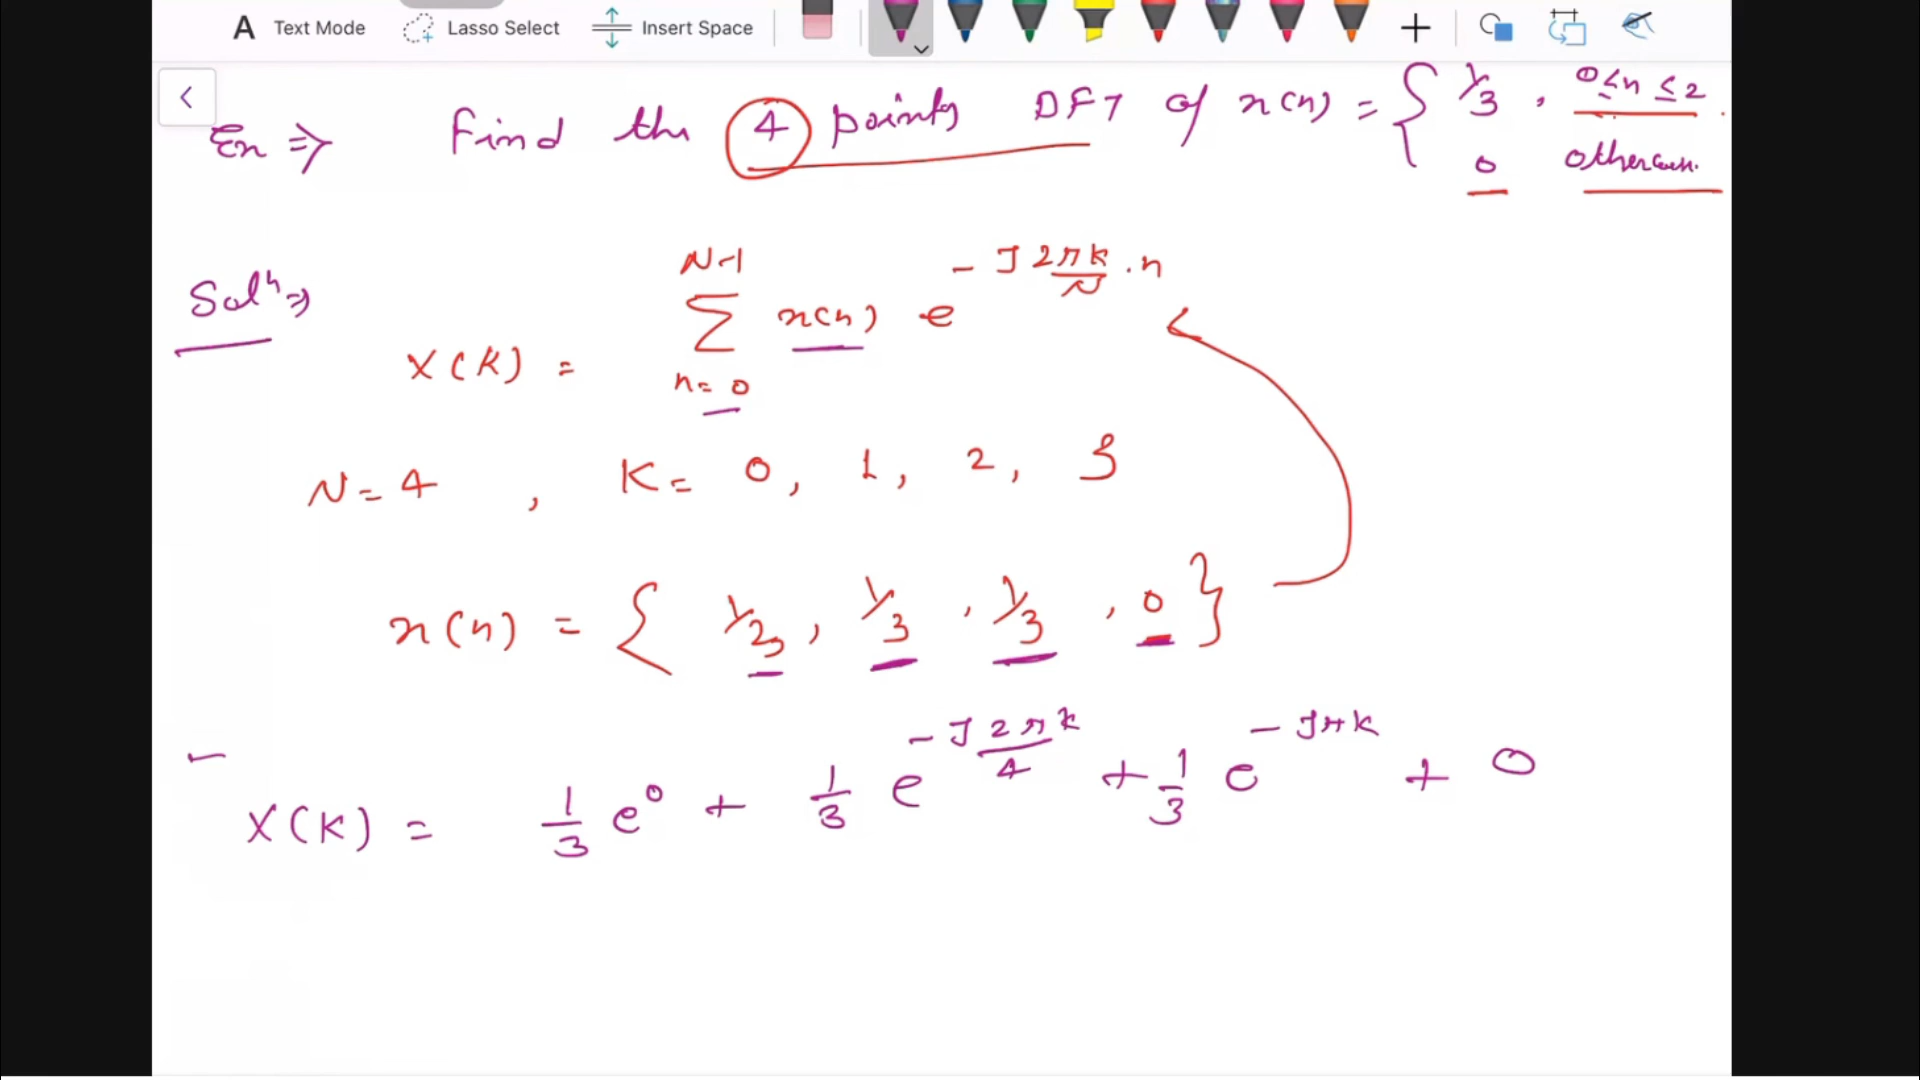 A Text Mode Lasso Select Insert Space
Ex ⇒ Find the 4 points DFT of x(n) = { 1/3 , 0 ≤ n ≤ 2
0 otherwise.
Solⁿ ⇒
X(K) = ∑_{n=0}^{N-1} x(n) e^{-J 2πk/N . n}
N = 4 , K = 0, 1, 2, 3
x(n) = { 1/3, 1/3, 1/3, 0 }
X(K) = 1/3 e^0 + 1/3 e^{-J 2πk/4} + 1/3 e^{-Jπk} + 0